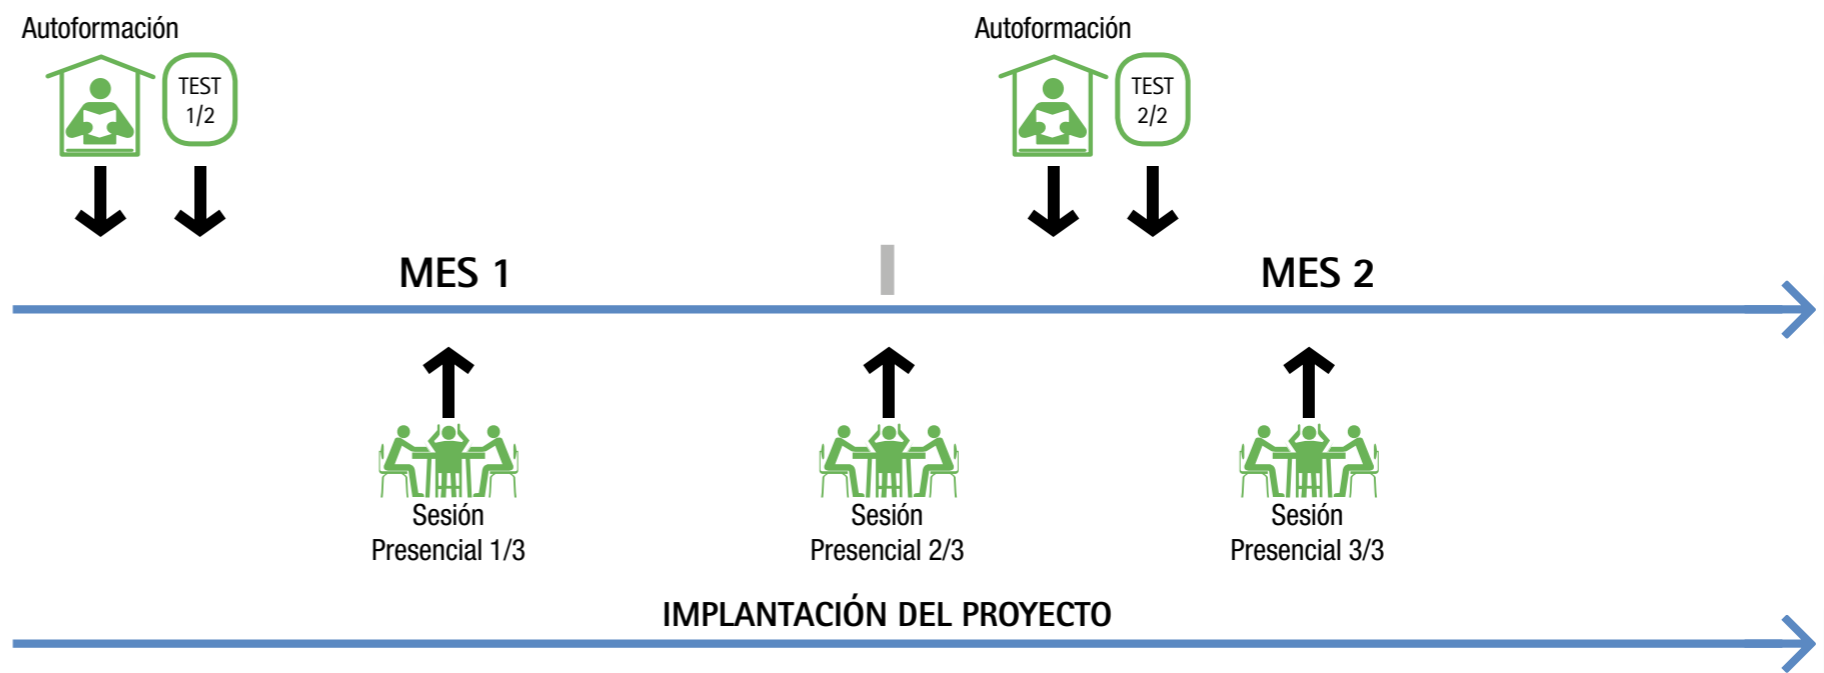 Autoformación
TEST
1/2
Autoformación
TEST
2/2
MES 1
MES 2
Sesión
Presencial 1/3
Sesión
Presencial 2/3
Sesión
Presencial 3/3
IMPLANTACIÓN DEL PROYECTO